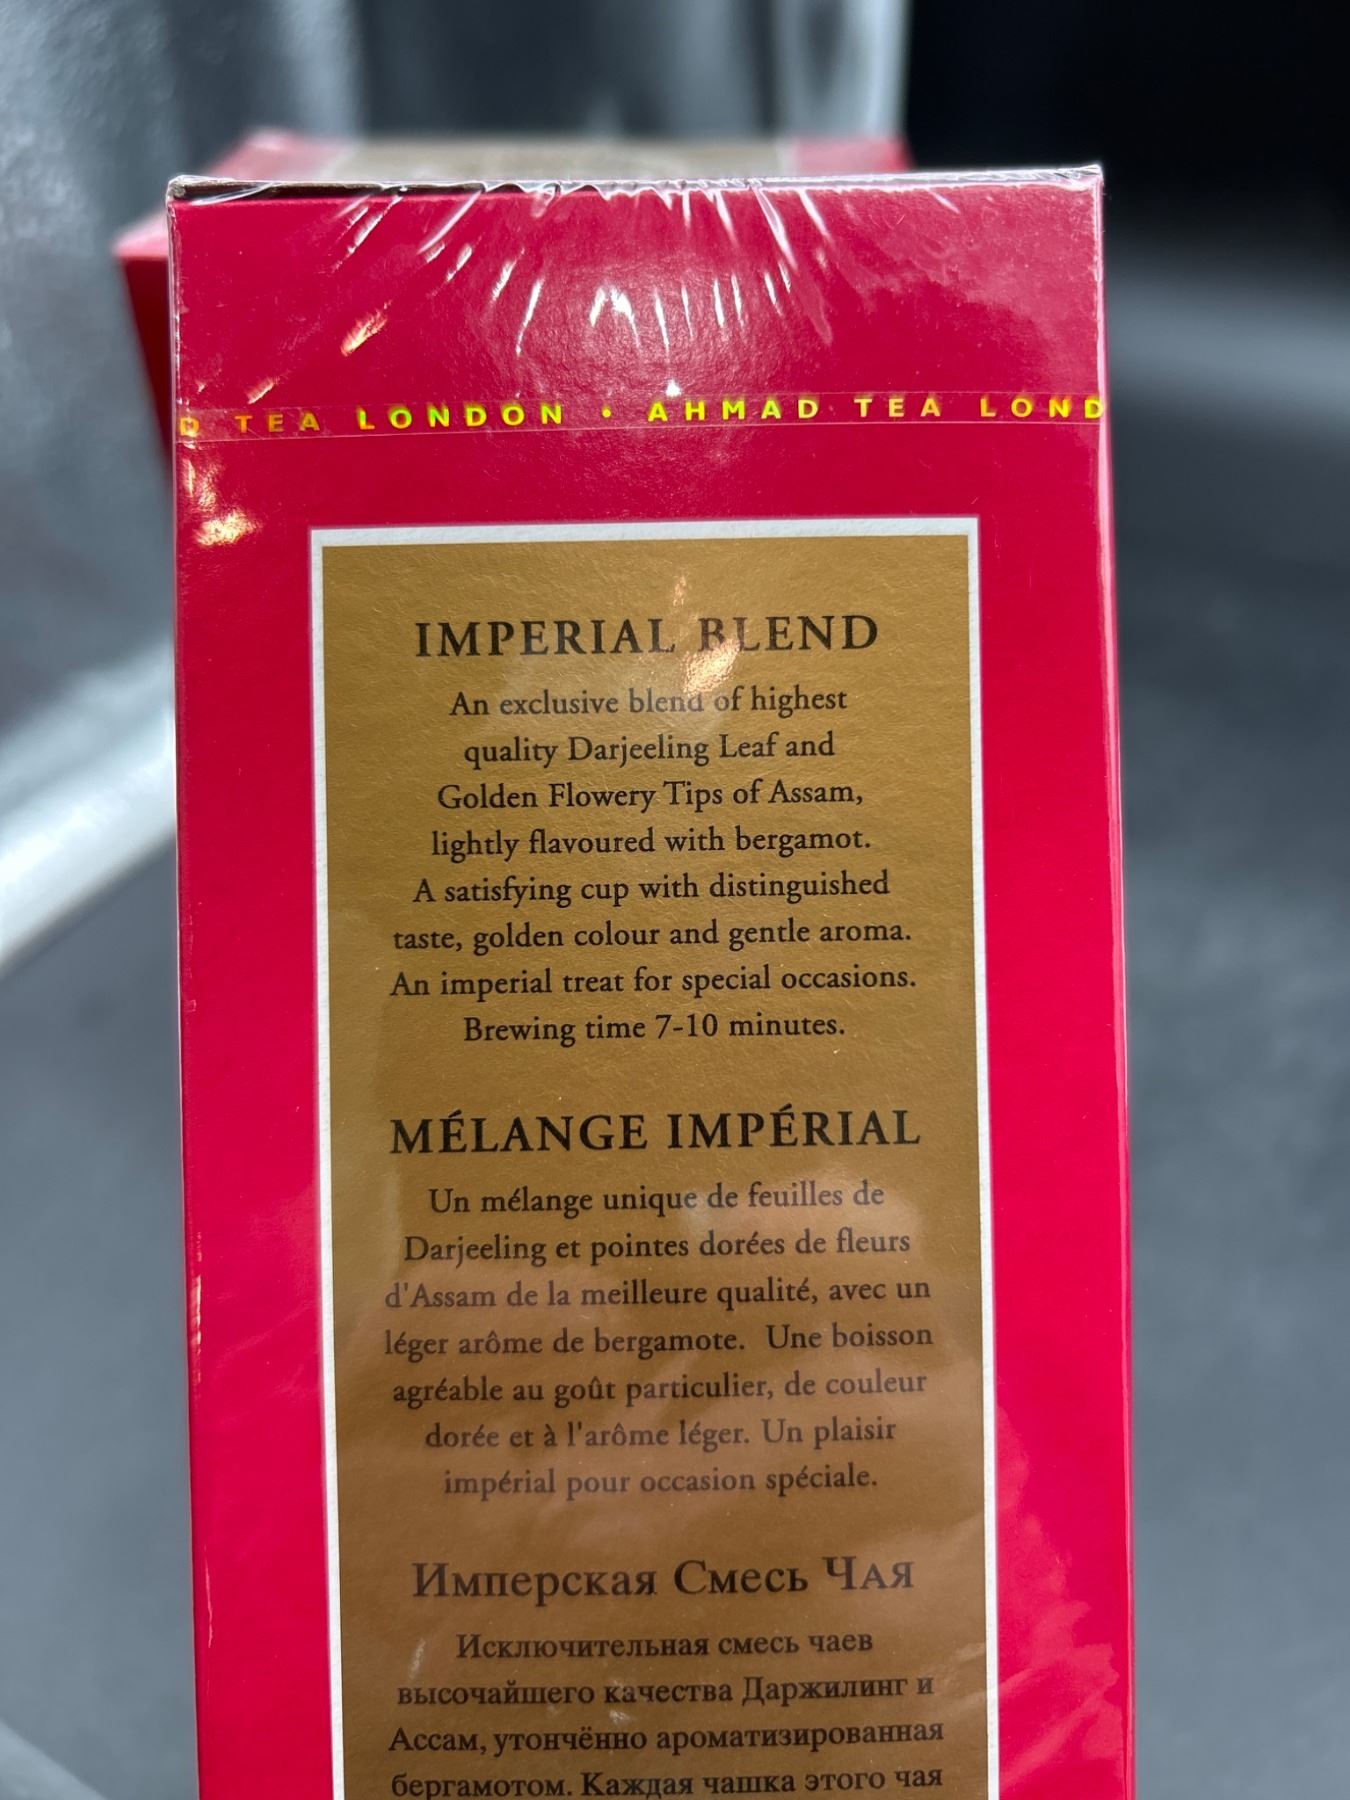 D TEA LONDON • AHMAD TEA LOND
IMPERIAL BLEND
An exclusive blend of highest
quality Darjeeling Leaf and
Golden Flowery Tips of Assam,
lightly flavoured with bergamot.
A satisfying cup with distinguished
taste, golden colour and gentle aroma.
An imperial treat for special occasions.
Brewing time 7-10 minutes.
MÉLANGE IMPÉRIAL
Un mélange unique de feuilles de
Darjeeling et pointes dorées de fleurs
d'Assam de la meilleure qualité, avec un
léger arôme de bergamote. Une boisson
agréable au goût particulier, de couleur
dorée et à l'arôme léger. Un plaisir
impérial pour occasion spéciale.
Имперская Смесь Чая
Исключительная смесь чаев
высочайшего качества Даржилинг и
Ассам, утончённо ароматизированная
бергамотом. Каждая чашка этого чая